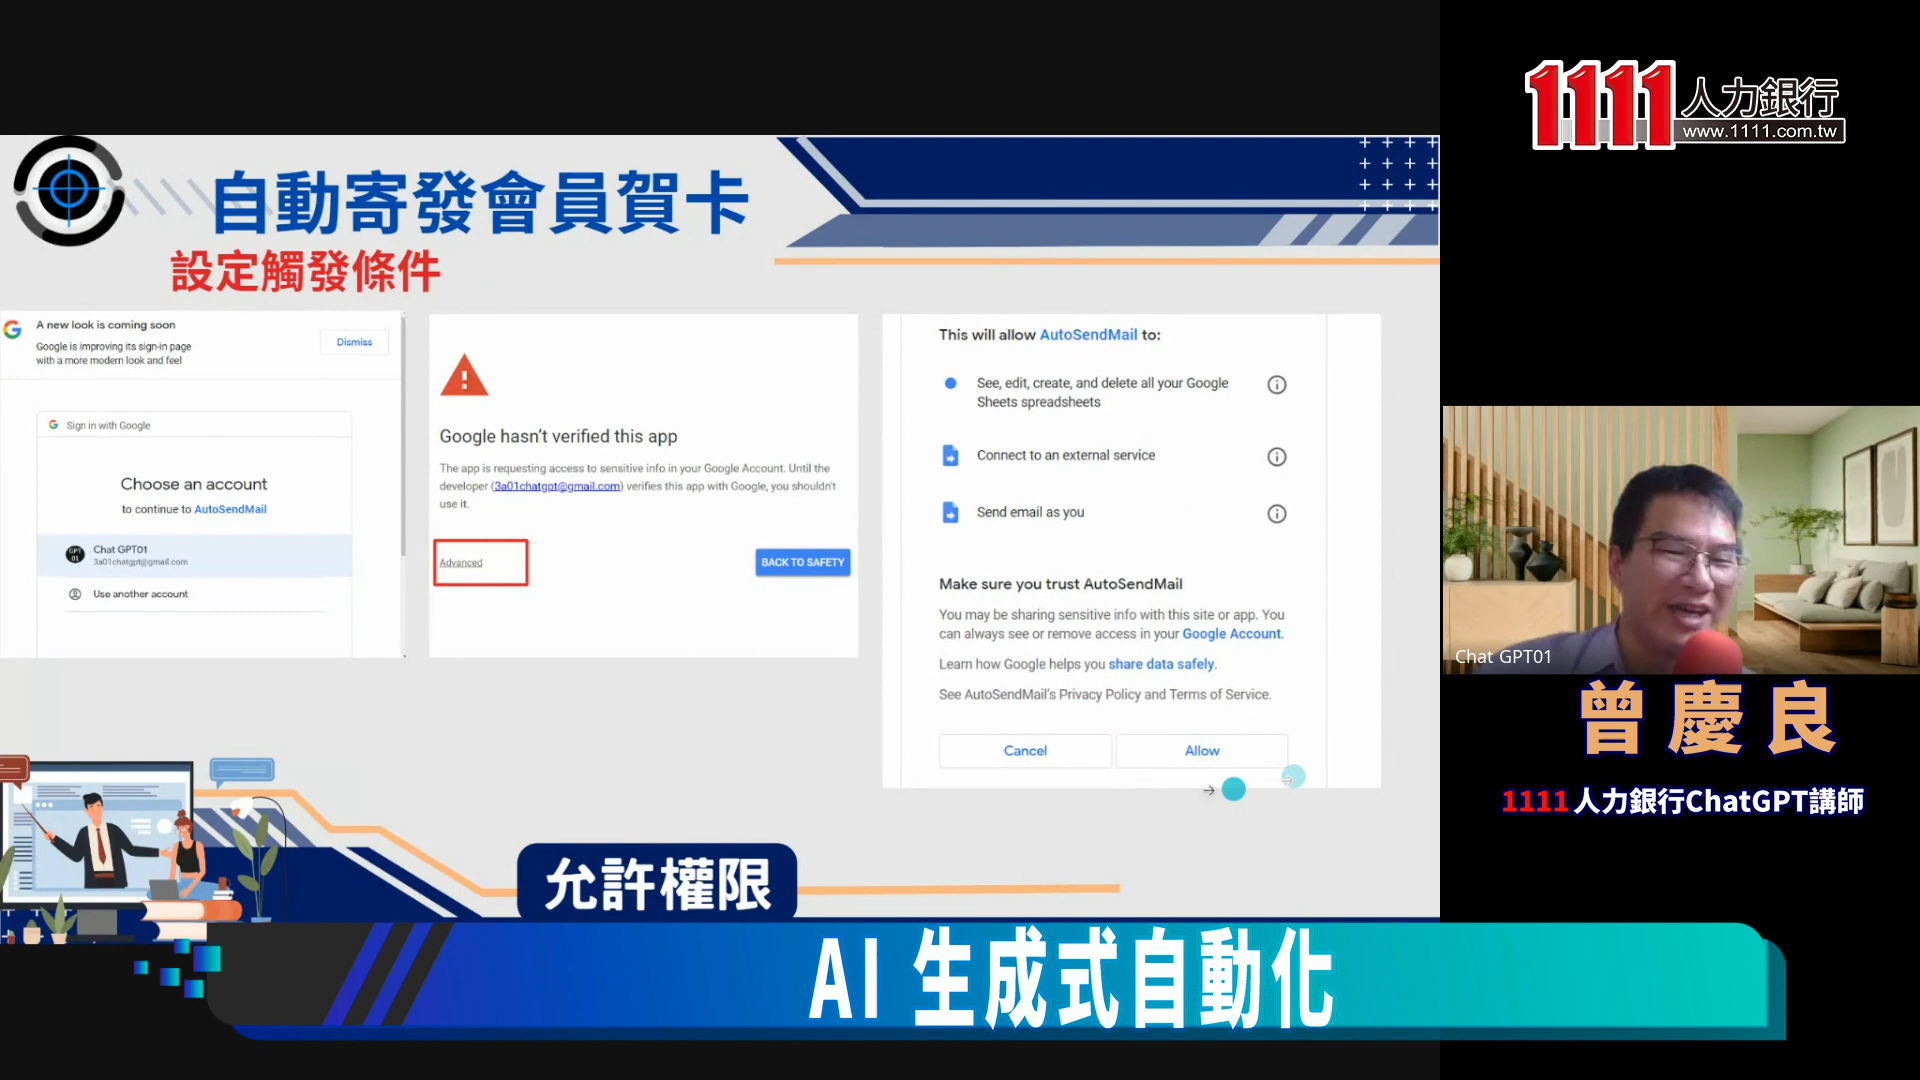 自動寄發會員賀卡
設定觸發條件
A new look is coming soon
Google is improving its sign-in page
with a more modern look and feel
Dismiss
Sign in with Google
Choose an account
to continue to AutoSendMail
GPT
01
Chat GPT01
3a01chatgpt@gmail.com
Use another account
Google hasn't verified this app
The app is requesting access to sensitive info in your Google Account. Until the
developer (3a01chatgpt@gmail.com) verifies this app with Google, you shouldn't
use it.
Advanced
BACK TO SAFETY
This will allow AutoSendMail to:
See, edit, create, and delete all your Google
Sheets spreadsheets
Connect to an external service
Send email as you
Make sure you trust AutoSendMail
You may be sharing sensitive info with this site or app. You
can always see or remove access in your Google Account.
Learn how Google helps you share data safely.
See AutoSendMail's Privacy Policy and Terms of Service.
Cancel
Allow
允許權限
AI 生成式自動化
1111 人力銀行
www.1111.com.tw
Chat GPT01
曾慶良
1111人力銀行ChatGPT講師